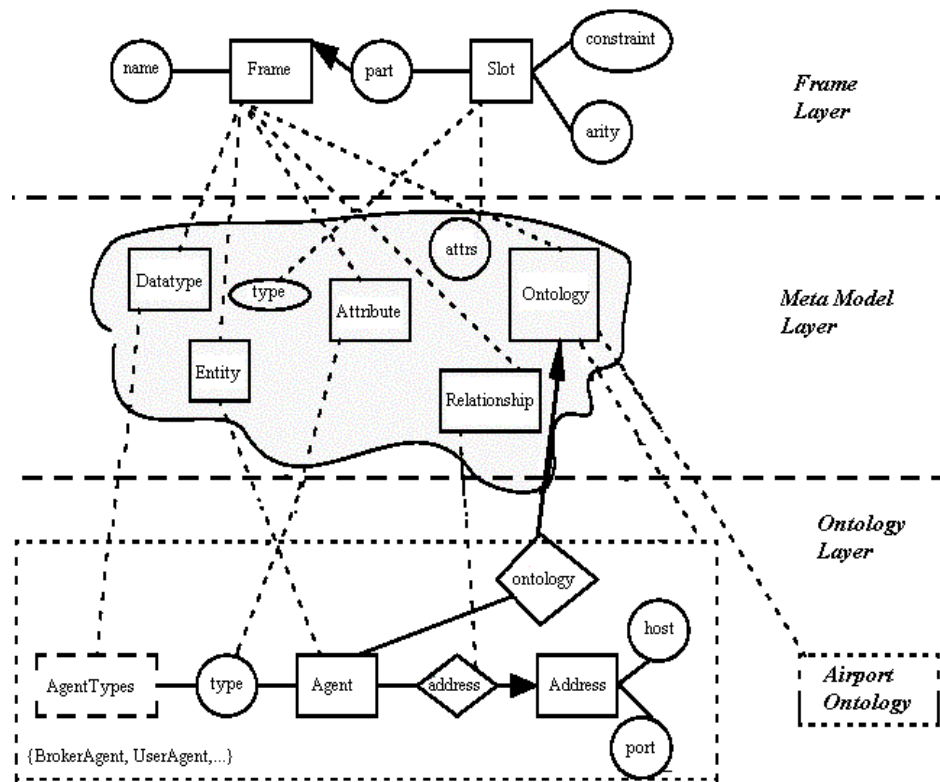 constraint
name
Frame
part
Slot
arity
Frame
Layer
attrs
Datatype
type
Attribute
Ontology
Meta Model
Layer
Entity
Relationship
Ontology
Layer
ontology
host
AgentTypes
type
Agent
address
Address
Airport
Ontology
port
{BrokerAgent, UserAgent,...}